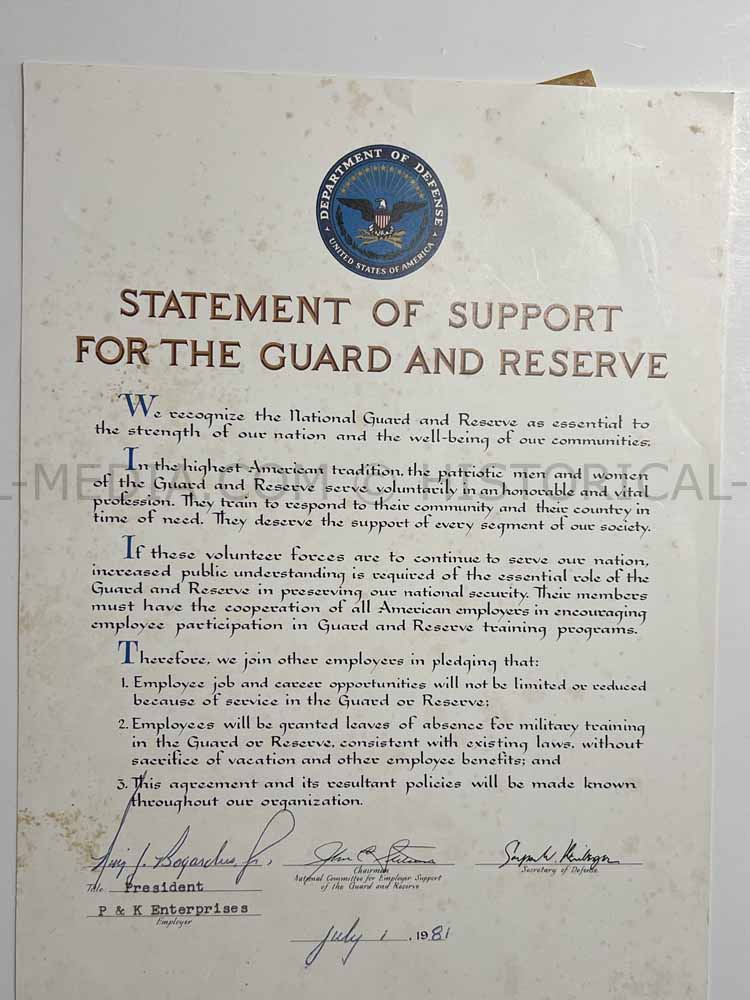 DEPARTMENT OF DEFENSE
UNITED STATES OF AMERICA
STATEMENT OF SUPPORT
FOR THE GUARD AND RESERVE
We recognize the National Guard and Reserve as essential to
the strength of our nation and the well-being of our communities.
In the highest American tradition, the patriotic men and women
of the Guard and Reserve serve voluntarily in an honorable and vital
L-MEDIA.COM © HISTORICAL-
profession. They train to respond to their community and their country in
time of need. They deserve the support of every segment of our society.
If these volunteer forces are to continue to serve our nation,
increased public understanding is required of the essential role of the
Guard and Reserve in preserving our national security. Their members
must have the cooperation of all American employers in encouraging
employee participation in Guard and Reserve training programs.
Therefore, we join other employers in pledging that:
1. Employee job and career opportunities will not be limited or reduced
because of service in the Guard or Reserve;
2. Employees will be granted leaves of absence for military training
in the Guard or Reserve, consistent with existing laws, without
sacrifice of vacation and other employee benefits; and
3. This agreement and its resultant policies will be made known
throughout our organization.
J. Bogardus, Jr.
Title President
Chairman
National Committee for Employer Support
of the Guard and Reserve
Secretary of Defense
P & K Enterprises
Employer
July 1, 1981